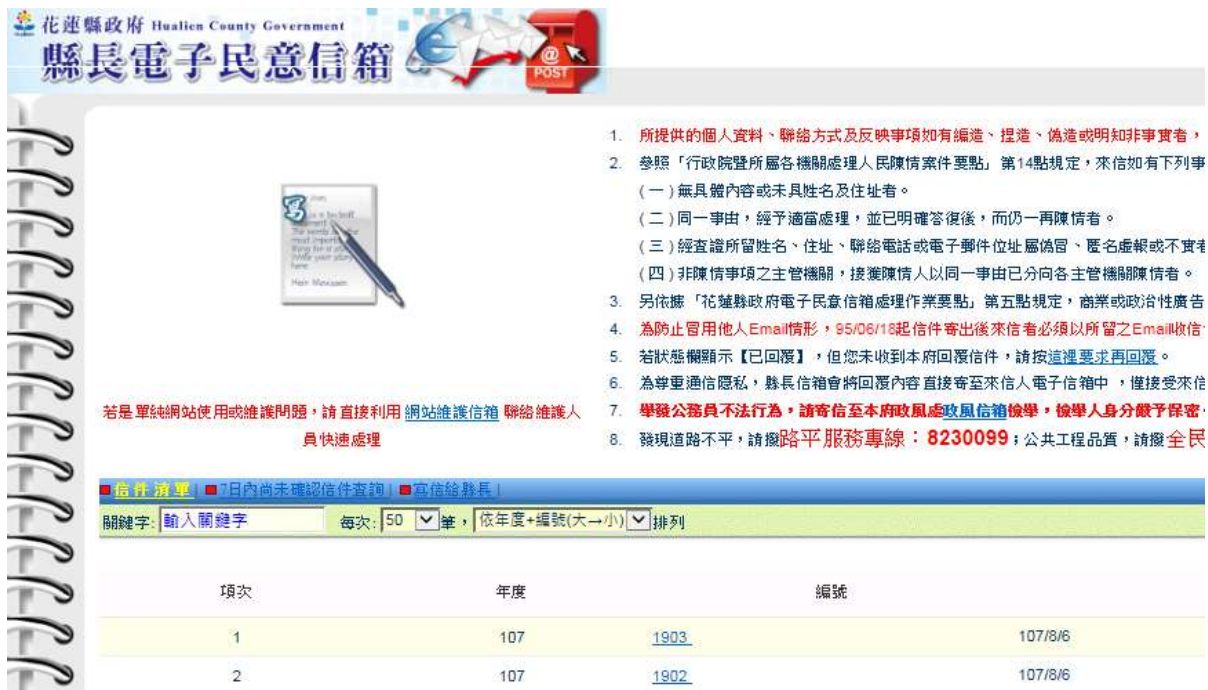 花蓮縣政府 Hualien County Government
縣長電子民意信箱
@
POST
1. 所提供的個人資料、聯絡方式及反映事項如有編造、捏造、偽造或明知非事實者，
2. 參照「行政院暨所屬各機關處理人民陳情案件要點」第14點規定，來信如有下列事
(一)無具體內容或未具姓名及住址者。
(二)同一事由，經予適當處理，並已明確答復後，而仍一再陳情者。
(三)經查證所留姓名、住址、聯絡電話或電子郵件位址屬偽冒、匿名虛報或不實者
(四)非陳情事項之主管機關，接獲陳情人以同一事由已分向各主管機關陳情者。
3. 另依據「花蓮縣政府電子民意信箱處理作業要點」第五點規定，商業或政治性廣告
4. 為防止冒用他人Email情形，95/06/18起信件寄出後來信者必須以所留之Email收信
5. 若狀態欄顯示【已回覆】，但您未收到本府回覆信件，請按這裡要求再回覆。
6. 為尊重通信隱私，縣長信箱會將回覆內容直接寄至來信人電子信箱中，僅接受來信
7. 舉發公務員不法行為，請寄信至本府政風處政風信箱檢舉，檢舉人身分嚴予保密
8. 發現道路不平，請撥路平服務專線：8230099；公共工程品質，請撥全民
寫
若是單純網站使用或維護問題，請直接利用 網站維護信箱 聯絡維護人
員快速處理
信件清單 | 7日內尚未確認信件查詢 | 寫信給縣長 |
關鍵字: 輸入關鍵字 每次: 50 筆，依年度+編號(大→小) 排列
項次 年度 編號
1 107 1903 107/8/6
2 107 1902 107/8/6